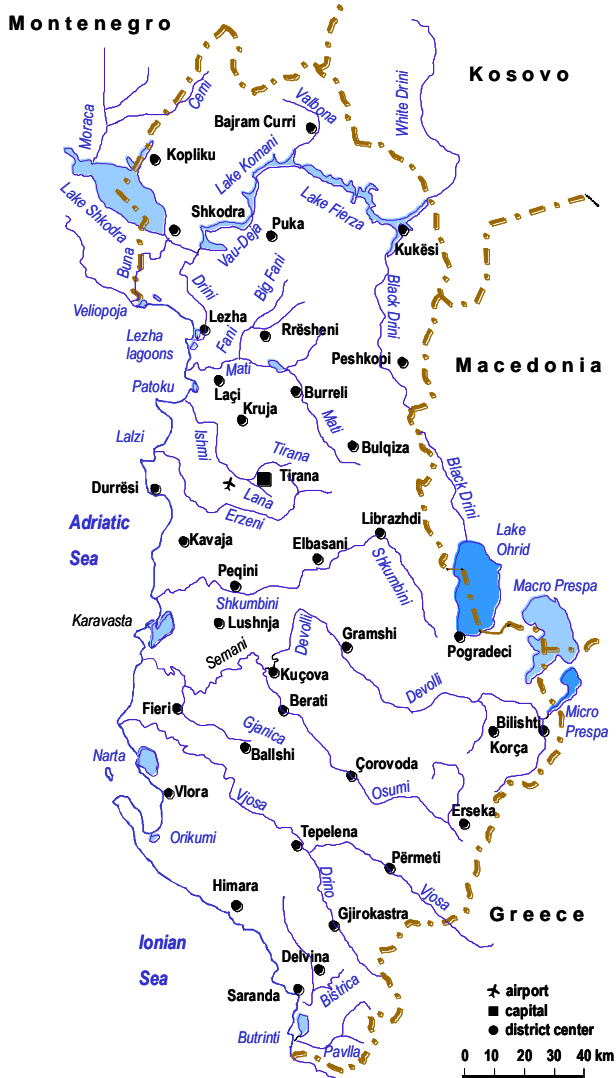 Montenegro
Kosovo
Cerni
Valbona
White Drini
Moraca
Bajram Curri
Kopliku
Lake Komani
Lake Shkodra
Lake Fierza
Shkodra
Vau-Deja
Puka
Kukësi
Buna
Drini
Big Fani
Black Drini
Veliopoja
Lezha
Fani
Rrësheni
Lezha
lagoons
Peshkopi
Macedonia
Mati
Patoku
Laçi
Burreli
Kruja
Mati
Lalzi
Ishmi
Bulqiza
Tirana
Tirana
Black Drini
Durrësi
Lana
Erzeni
Adriatic
Sea
Librazhdi
Lake
Ohrid
Kavaja
Elbasani
Shkumbini
Peqini
Macro Prespa
Shkumbini
Karavasta
Lushnja
Devolli
Gramshi
Semani
Pogradeci
Kuçova
Devolli
Berati
Fieri
Bilishti
Micro
Prespa
Gjanica
Korça
Ballshi
Narta
Çorovoda
Vjosa
Osumi
Vlora
Erseka
Orikumi
Tepelena
Përmeti
Drino
Vjosa
Himara
Gjirokastra
Greece
Ionian
Sea
Delvina
Bistrica
Saranda
airport
capital
district center
Butrinti
Pavlla
0 10 20 30 40 km